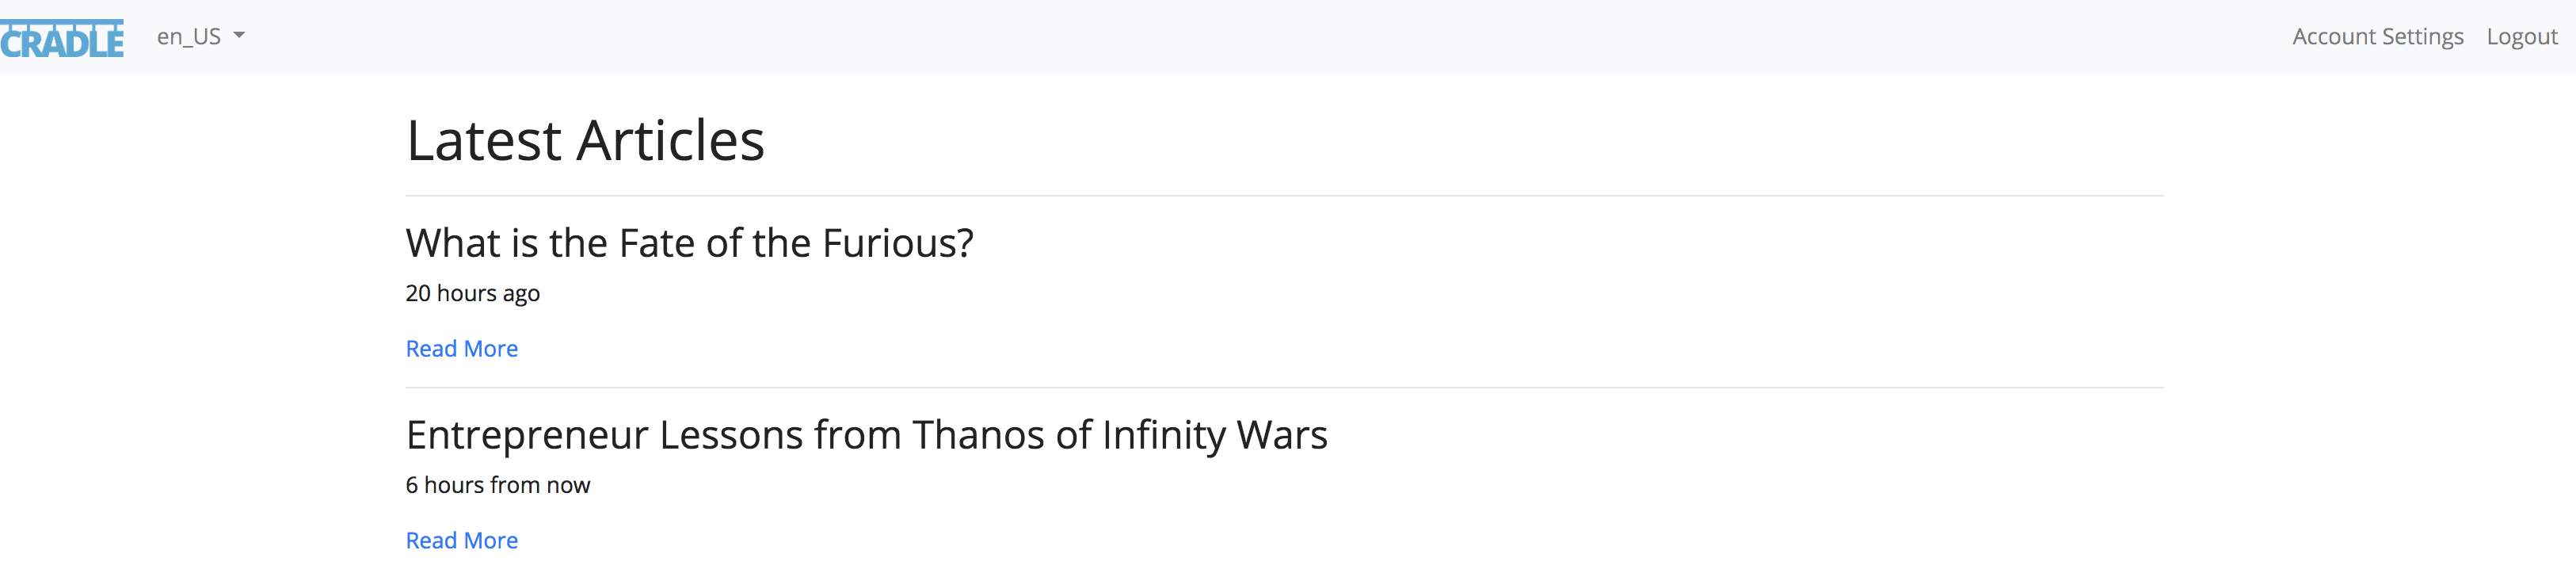 CRADLE en_US Account Settings Logout
Latest Articles
What is the Fate of the Furious?
20 hours ago
Read More
Entrepreneur Lessons from Thanos of Infinity Wars
6 hours from now
Read More